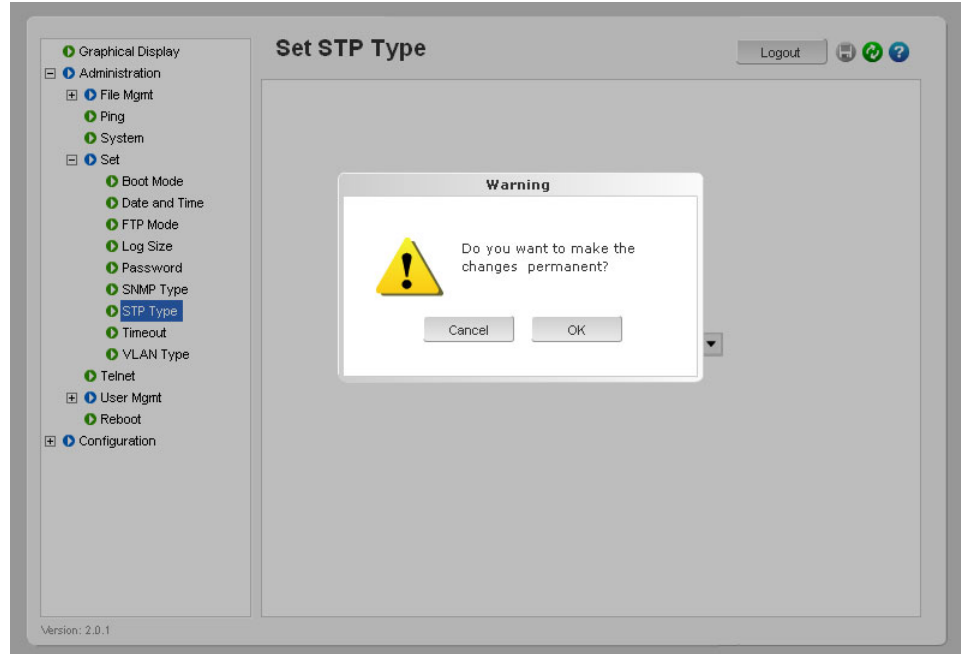 Set STP Type
Logout
Graphical Display
Administration
File Mgmt
Ping
System
Set
Boot Mode
Date and Time
FTP Mode
Log Size
Password
SNMP Type
STP Type
Timeout
VLAN Type
Telnet
User Mgmt
Reboot
Configuration
Warning
Do you want to make the
changes permanent?
Cancel
OK
Version: 2.0.1